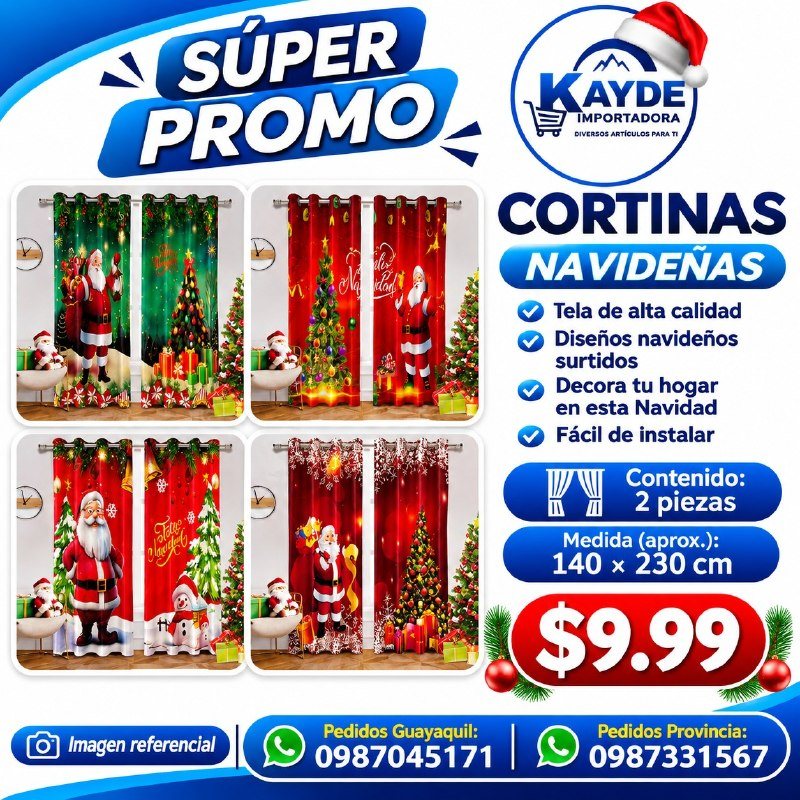 SÚPER
PROMO
KAYDE
IMPORTADORA
DIVERSOS ARTÍCULOS PARA TI
CORTINAS
NAVIDEÑAS
Tela de alta calidad
Diseños navideños
surtidos
Decora tu hogar
en esta Navidad
Fácil de instalar
Contenido:
2 piezas
Medida (aprox.):
140 × 230 cm
$9.99
Navidad
Navidad
Imagen referencial
Pedidos Guayaquil:
0987045171
Pedidos Provincia:
0987331567